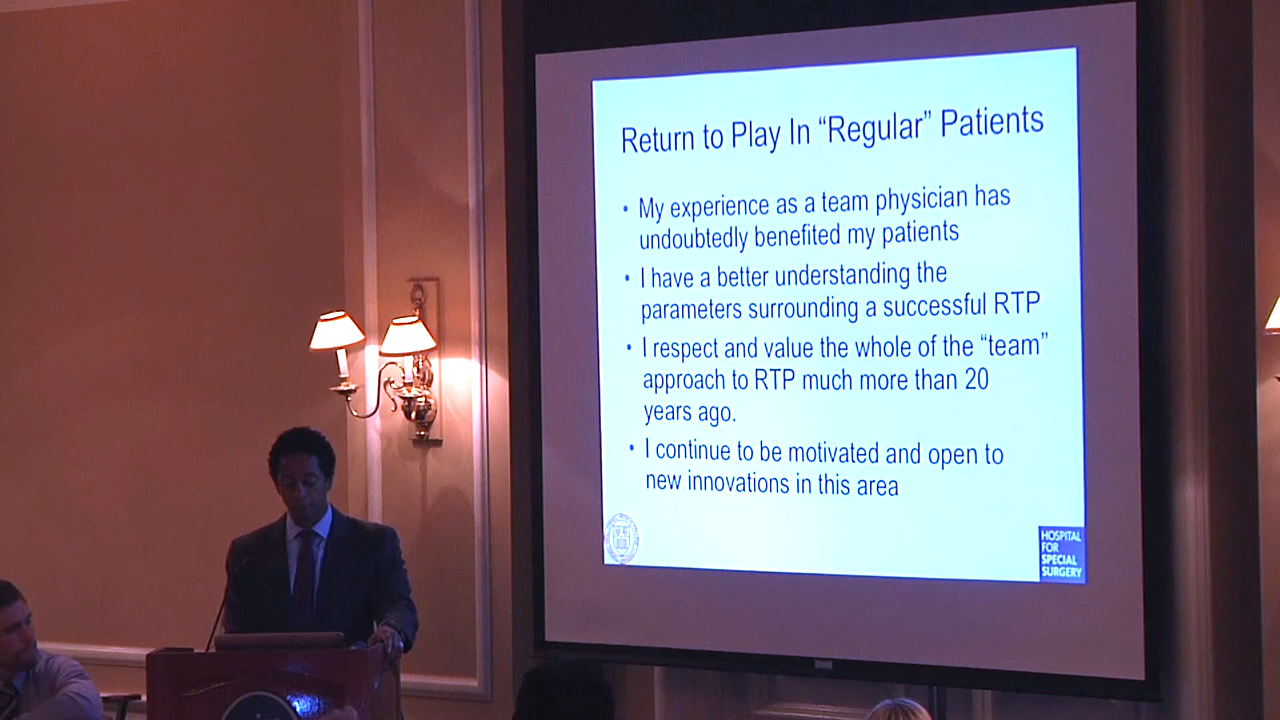 Return to Play In “Regular” Patients
• My experience as a team physician has
undoubtedly benefited my patients
• I have a better understanding the
parameters surrounding a successful RTP
• I respect and value the whole of the “team”
approach to RTP much more than 20
years ago.
• I continue to be motivated and open to
new innovations in this area
HOSPITAL
FOR
SPECIAL
SURGERY